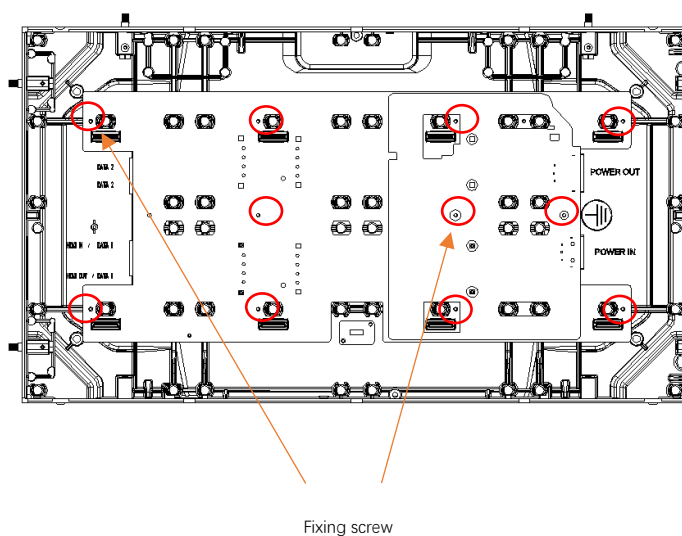 DATA 2
DATA 2
POWER OUT
HDMI IN / DATA 1
POWER IN
HDMI OUT / DATA 1
Fixing screw